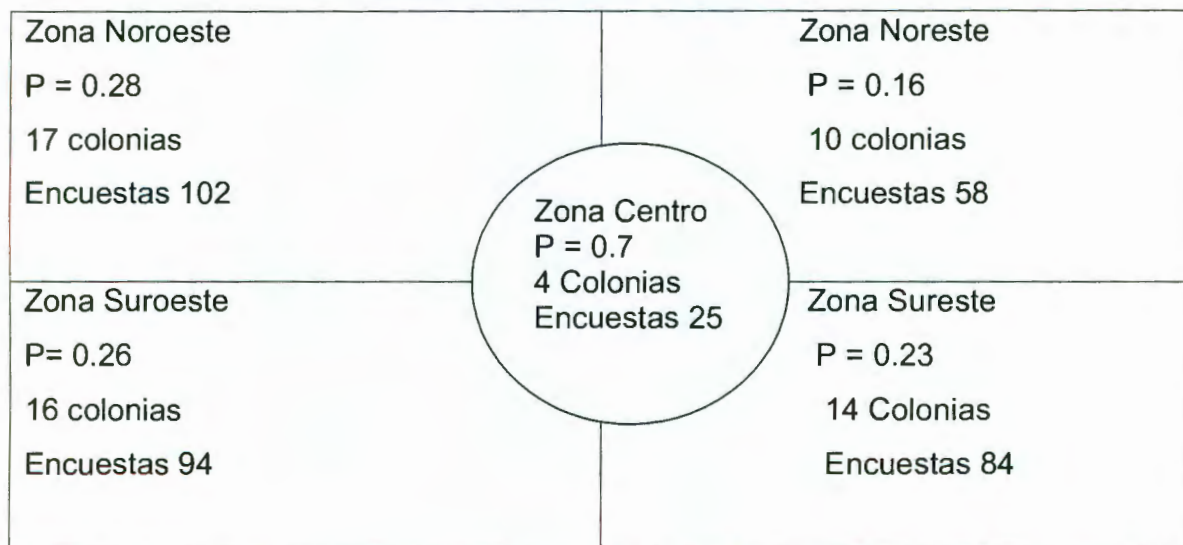 Zona Noroeste
P = 0.28
17 colonias
Encuestas 102
Zona Noreste
P = 0.16
10 colonias
Encuestas 58
Zona Centro
P = 0.7
4 Colonias
Encuestas 25
Zona Suroeste
P= 0.26
16 colonias
Encuestas 94
Zona Sureste
P = 0.23
14 Colonias
Encuestas 84